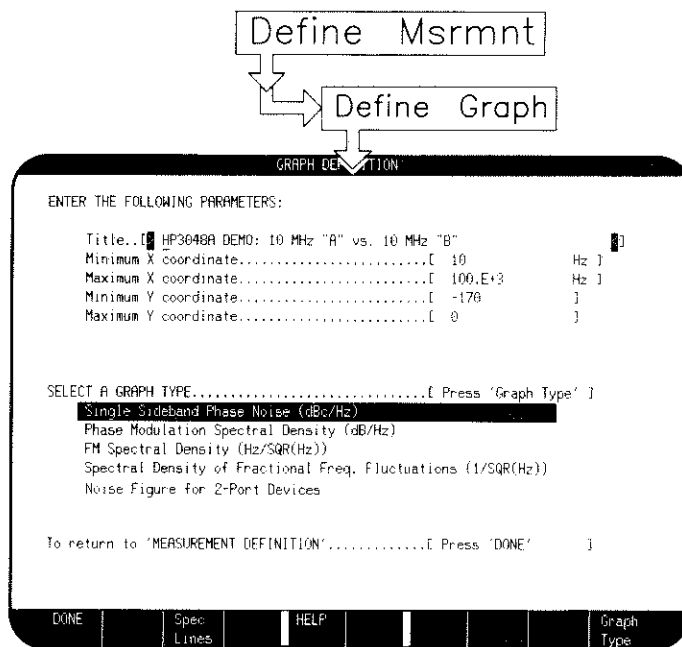 Define Msrmnt
Define Graph
GRAPH DEFINITION
ENTER THE FOLLOWING PARAMETERS:
Title..[> HP3048A DEMO: 10 MHz "A" vs. 10 MHz "B" <]
Minimum X coordinate.........................[ 10 Hz ]
Maximum X coordinate.........................[ 100.E+3 Hz ]
Minimum Y coordinate.........................[ -170 ]
Maximum Y coordinate.........................[ 0 ]
SELECT A GRAPH TYPE...............................[ Press 'Graph Type' ]
Single Sideband Phase Noise (dBc/Hz)
Phase Modulation Spectral Density (dB/Hz)
FM Spectral Density (Hz/SQR(Hz))
Spectral Density of Fractional Freq. Fluctuations (1/SQR(Hz))
Noise Figure for 2-Port Devices
To return to 'MEASUREMENT DEFINITION'.............[ Press 'DONE' ]
DONE Spec Lines HELP Graph Type